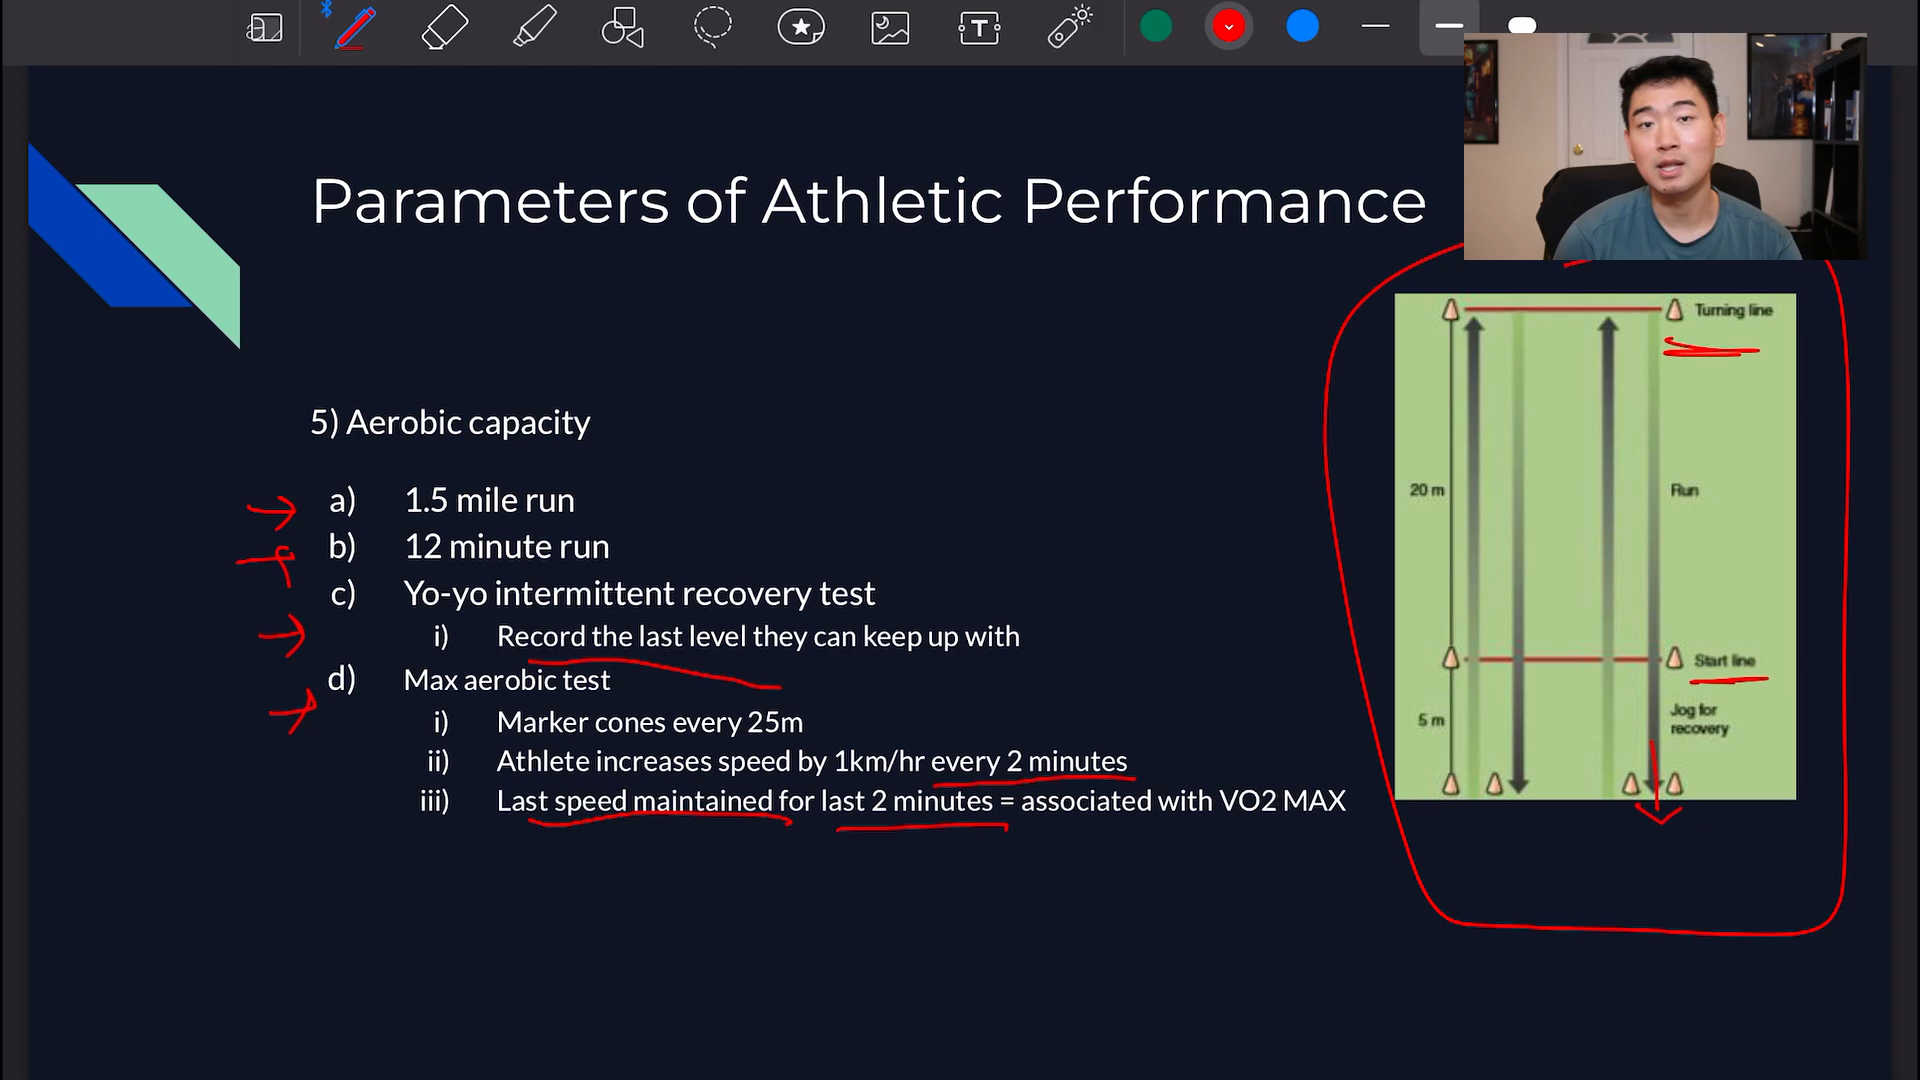 Parameters of Athletic Performance
5) Aerobic capacity
a) 1.5 mile run
b) 12 minute run
c) Yo-yo intermittent recovery test
i) Record the last level they can keep up with
d) Max aerobic test
i) Marker cones every 25m
ii) Athlete increases speed by 1km/hr every 2 minutes
iii) Last speed maintained for last 2 minutes = associated with VO2 MAX
Turning line
20 m
Run
Start line
5 m
Jog for
recovery